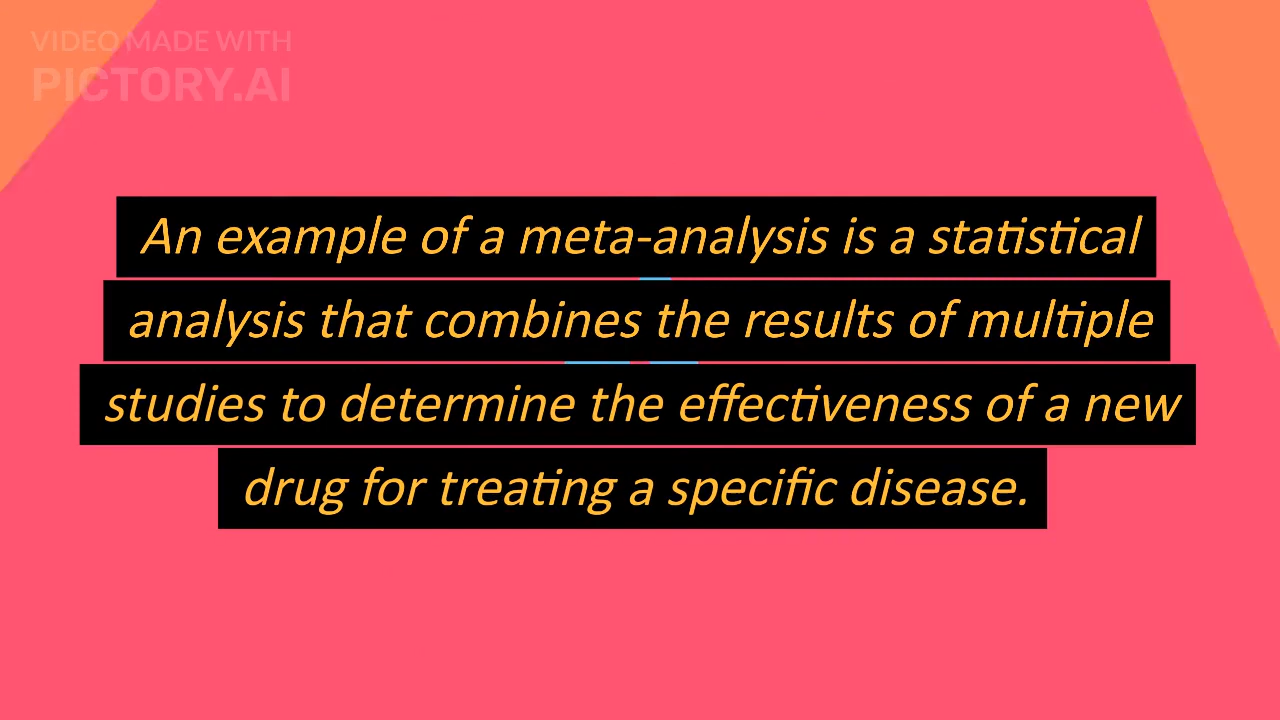 VIDEO MADE WITH
PICTORY.AI
An example of a meta-analysis is a statistical
analysis that combines the results of multiple
studies to determine the effectiveness of a new
drug for treating a specific disease.